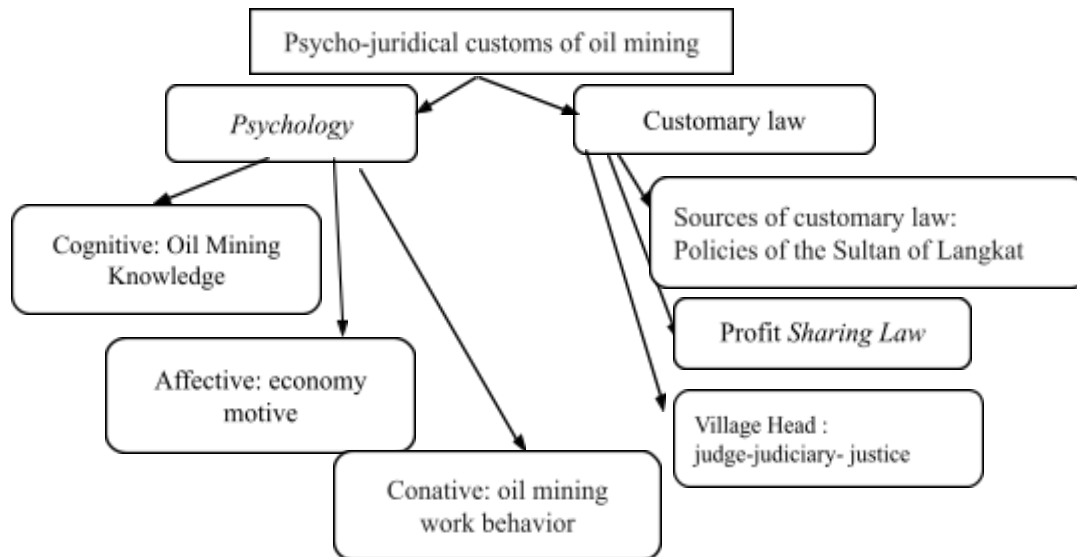 Psycho-juridical customs of oil mining
Psychology
Customary law
Cognitive: Oil Mining
Knowledge
Sources of customary law:
Policies of the Sultan of Langkat
Profit Sharing Law
Affective: economy
motive
Village Head :
judge-judiciary- justice
Conative: oil mining
work behavior